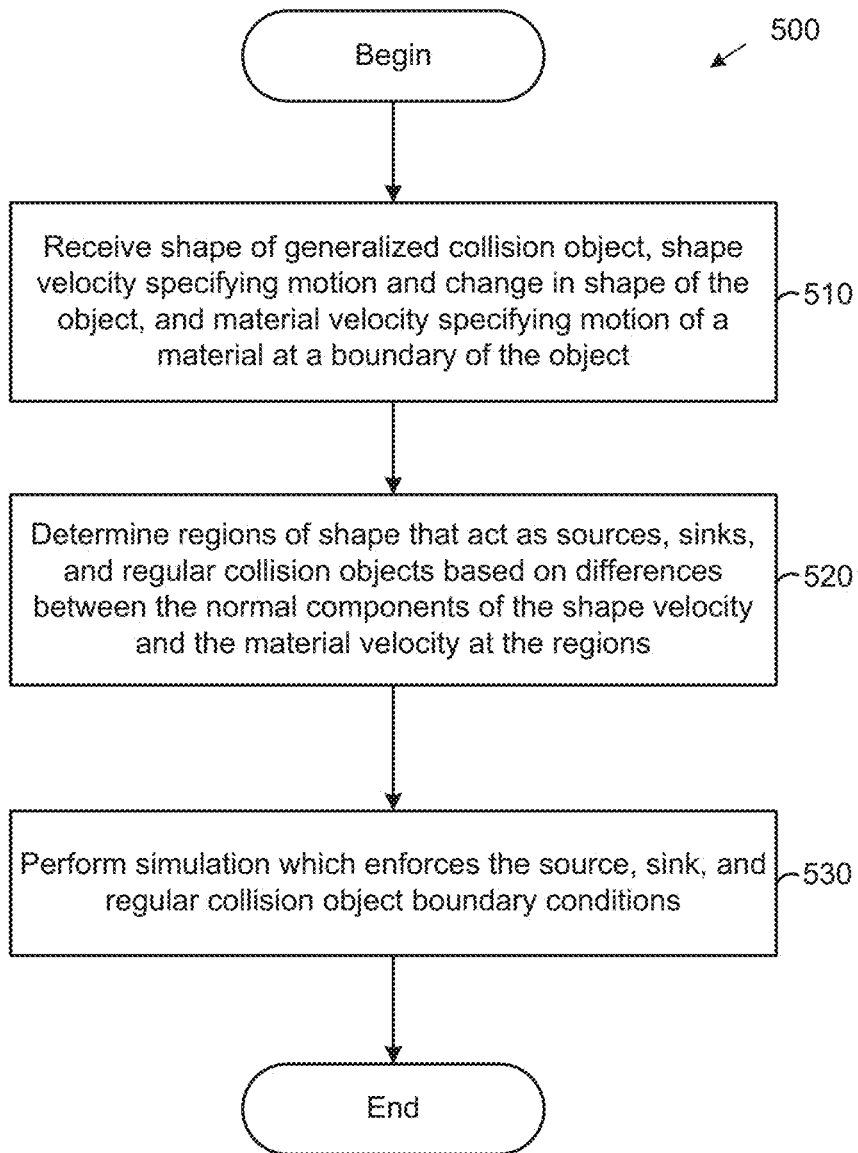 Begin
500
Receive shape of generalized collision object, shape
velocity specifying motion and change in shape of the
object, and material velocity specifying motion of a
material at a boundary of the object
510
Determine regions of shape that act as sources, sinks,
and regular collision objects based on differences
between the normal components of the shape velocity
and the material velocity at the regions
520
Perform simulation which enforces the source, sink, and
regular collision object boundary conditions
530
End